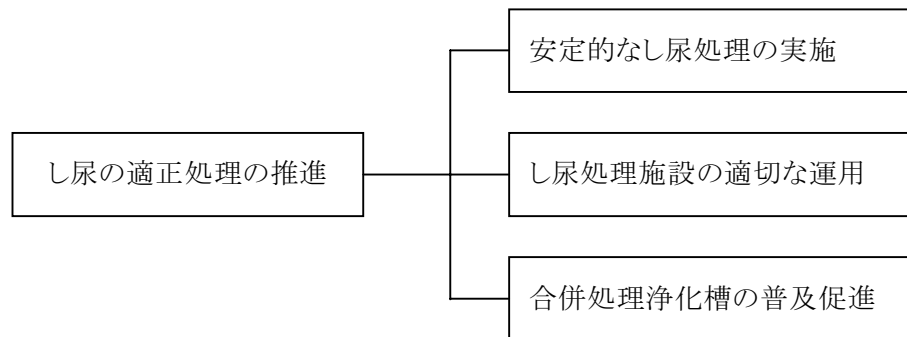 安定的なし尿処理の実施
し尿の適正処理の推進
し尿処理施設の適切な運用
合併処理浄化槽の普及促進